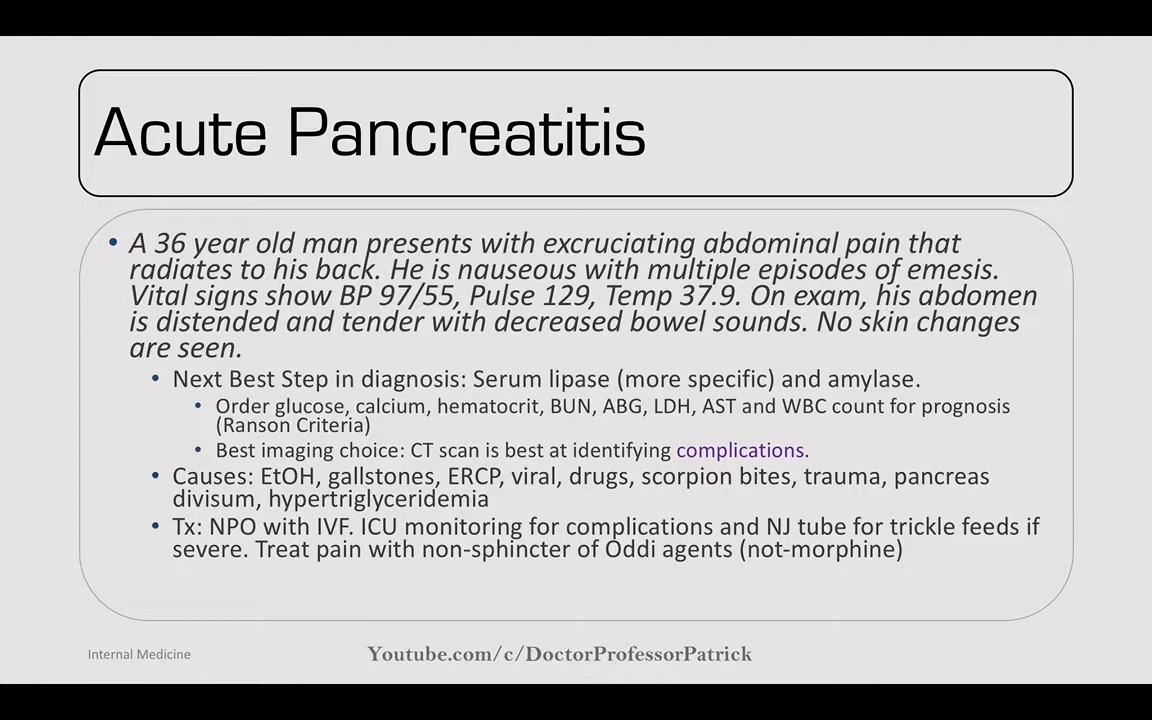 Acute Pancreatitis
• A 36 year old man presents with excruciating abdominal pain that
radiates to his back. He is nauseous with multiple episodes of emesis.
Vital signs show BP 97/55, Pulse 129, Temp 37.9. On exam, his abdomen
is distended and tender with decreased bowel sounds. No skin changes
are seen.
• Next Best Step in diagnosis: Serum lipase (more specific) and amylase.
• Order glucose, calcium, hematocrit, BUN, ABG, LDH, AST and WBC count for prognosis
(Ranson Criteria)
• Best imaging choice: CT scan is best at identifying complications.
• Causes: EtOH, gallstones, ERCP, viral, drugs, scorpion bites, trauma, pancreas
divisum, hypertriglyceridemia
• Tx: NPO with IVF. ICU monitoring for complications and NJ tube for trickle feeds if
severe. Treat pain with non-sphincter of Oddi agents (not-morphine)
Internal Medicine
Youtube.com/c/DoctorProfessorPatrick